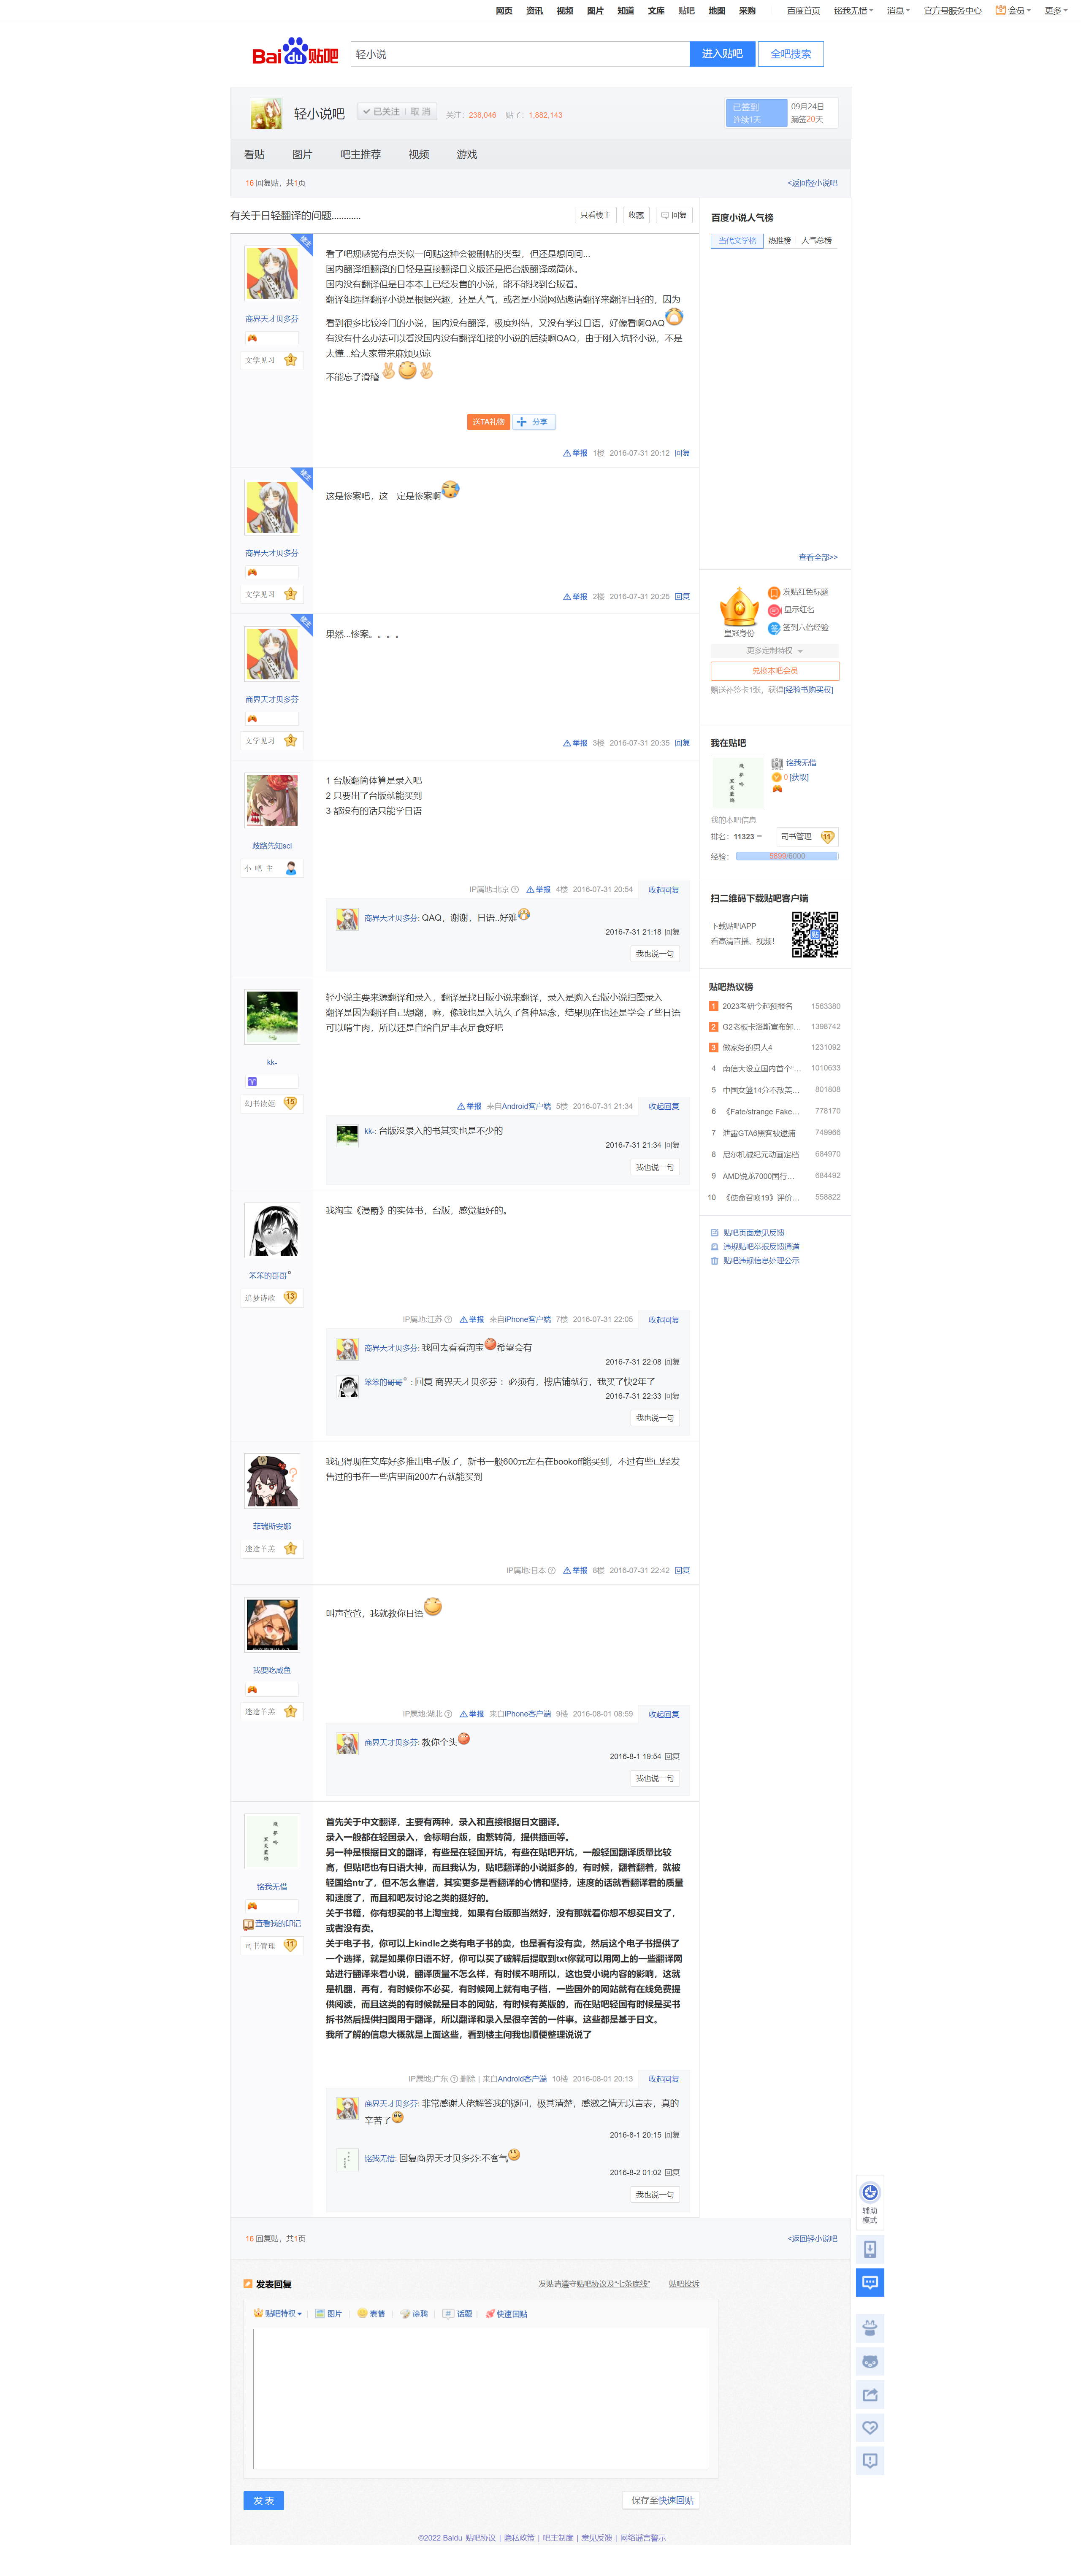 网页 资讯 视频 图片 知道 文库 贴吧 地图 采购 百度首页 铭我无惜 消息 官方号服务中心 会员 更多
Bai du 贴吧 轻小说 进入贴吧 全吧搜索
轻小说吧 已关注 取消 关注: 238,046 贴子: 1,882,143 已签到 连续1天 09月24日 漏签20天
看贴 图片 吧主推荐 视频 游戏
16 回复贴，共1页 <返回轻小说吧
有关于日轻翻译的问题............ 只看楼主 收藏 回复
楼主
商界天才贝多芬
文学见习 3
看了吧规感觉有点类似一问贴这种会被删帖的类型，但还是想问问...
国内翻译组翻译的日轻是直接翻译日文版还是把台版翻译成简体。
国内没有翻译但是日本本土已经发售的小说，能不能找到台版看。
翻译组选择翻译小说是根据兴趣，还是人气，或者是小说网站邀请翻译来翻译日轻的，因为
看到很多比较冷门的小说，国内没有翻译，极度纠结，又没有学过日语，好像看啊QAQ
有没有什么办法可以看没国内没有翻译组接的小说的后续啊QAQ，由于刚入坑轻小说，不是
太懂...给大家带来麻烦见谅
不能忘了滑稽
送TA礼物 分享
举报 1楼 2016-07-31 20:12 回复
楼主
商界天才贝多芬
文学见习 3
这是惨案吧，这一定是惨案啊
举报 2楼 2016-07-31 20:25 回复
楼主
商界天才贝多芬
文学见习 3
果然...惨案。。。。
举报 3楼 2016-07-31 20:35 回复
歧路先知sci
小吧主
1 台版翻简体算是录入吧
2 只要出了台版就能买到
3 都没有的话只能学日语
IP属地:北京 举报 4楼 2016-07-31 20:54 收起回复
商界天才贝多芬: QAQ，谢谢，日语..好难
2016-7-31 21:18 回复
我也说一句
kk-
幻书读姬 15
轻小说主要来源翻译和录入，翻译是找日版小说来翻译，录入是购入台版小说扫图录入
翻译是因为翻译自己想翻，嘛，像我也是入坑久了各种悬念，结果现在也还是学会了些日语
可以啃生肉，所以还是自给自足丰衣足食好吧
举报 来自Android客户端 5楼 2016-07-31 21:34 收起回复
kk-: 台版没录入的书其实也是不少的
2016-7-31 21:34 回复
我也说一句
笨笨的哥哥°
追梦诗歌 13
我淘宝《漫爵》的实体书，台版，感觉挺好的。
IP属地:江苏 举报 来自iPhone客户端 7楼 2016-07-31 22:05 收起回复
商界天才贝多芬: 我回去看看淘宝希望会有
2016-7-31 22:08 回复
笨笨的哥哥°: 回复 商界天才贝多芬 ：必须有，搜店铺就行，我买了快2年了
2016-7-31 22:33 回复
我也说一句
菲瑞斯安娜
迷途羊羔 1
我记得现在文库好多推出电子版了，新书一般600元左右在bookoff能买到，不过有些已经发
售过的书在一些店里面200左右就能买到
IP属地:日本 举报 8楼 2016-07-31 22:42 回复
我要吃咸鱼
迷途羊羔 1
叫声爸爸，我就教你日语
IP属地:湖北 举报 来自iPhone客户端 9楼 2016-08-01 08:59 收起回复
商界天才贝多芬: 教你个头
2016-8-1 19:54 回复
我也说一句
铭我无惜
查看我的印记
司书管理 11
首先关于中文翻译，主要有两种，录入和直接根据日文翻译。
录入一般都在轻国录入，会标明台版，由繁转简，提供插画等。
另一种是根据日文的翻译，有些是在轻国开坑，有些在贴吧开坑，一般轻国翻译质量比较
高，但贴吧也有日语大神，而且我认为，贴吧翻译的小说挺多的，有时候，翻着翻着，就被
轻国给ntr了，但不怎么靠谱，其实更多是看翻译的心情和坚持，速度的话就看翻译君的质量
和速度了，而且和吧友讨论之类的挺好的。
关于书籍，你有想买的书上淘宝找，如果有台版那当然好，没有那就看你想不想买日文了，
或者没有卖。
关于电子书，你可以上kindle之类有电子书的卖，也是看有没有卖，然后这个电子书提供了
一个选择，就是如果你日语不好，你可以买了破解后提取到txt你就可以用网上的一些翻译网
站进行翻译来看小说，翻译质量不怎么样，有时候不明所以，这也受小说内容的影响，这就
是机翻，再有，有时候你不必买，有时候网上就有电子档，一些国外的网站就有在线免费提
供阅读，而且这类的有时候就是日本的网站，有时候有英版的，而在贴吧轻国有时候是买书
拆书然后提供扫图用于翻译，所以翻译和录入是很辛苦的一件事。这些都是基于日文。
我所了解的信息大概就是上面这些，看到楼主问我也顺便整理说说了
IP属地:广东 删除 | 来自Android客户端 10楼 2016-08-01 20:13 收起回复
商界天才贝多芬: 非常感谢大佬解答我的疑问，极其清楚，感激之情无以言表，真的
辛苦了
2016-8-1 20:15 回复
铭我无惜: 回复商界天才贝多芬:不客气
2016-8-2 01:02 回复
我也说一句
百度小说人气榜
当代文学榜 热推榜 人气总榜
查看全部>>
皇冠身份
发贴红色标题
显示红名
签到六倍经验
更多定制特权
兑换本吧会员
赠送补签卡1张，获得[经验书购买权]
我在贴吧
铭我无惜
0 [获取]
我的本吧信息
排名：11323 司书管理 11
经验： 5899/6000
扫二维码下载贴吧客户端
下载贴吧APP
看高清直播、视频！
贴吧热议榜
1 2023考研今起预报名 1563380
2 G2老板卡洛斯宣布卸... 1398742
3 做家务的男人4 1231092
4 南信大设立国内首个“... 1010633
5 中国女篮14分不敌美... 801808
6 《Fate/strange Fake... 778170
7 泄露GTA6黑客被逮捕 749966
8 尼尔机械纪元动画定档 684970
9 AMD锐龙7000国行... 684492
10 《使命召唤19》评价... 558822
贴吧页面意见反馈
违规贴吧举报反馈通道
贴吧违规信息处理公示
辅助
模式
16 回复贴，共1页 <返回轻小说吧
发表回复 发贴请遵守贴吧协议及“七条底线” 贴吧投诉
贴吧特权 图片 表情 涂鸦 话题 快速回贴
发 表 保存至快速回贴
©2022 Baidu 贴吧协议 | 隐私政策 | 吧主制度 | 意见反馈 | 网络谣言警示